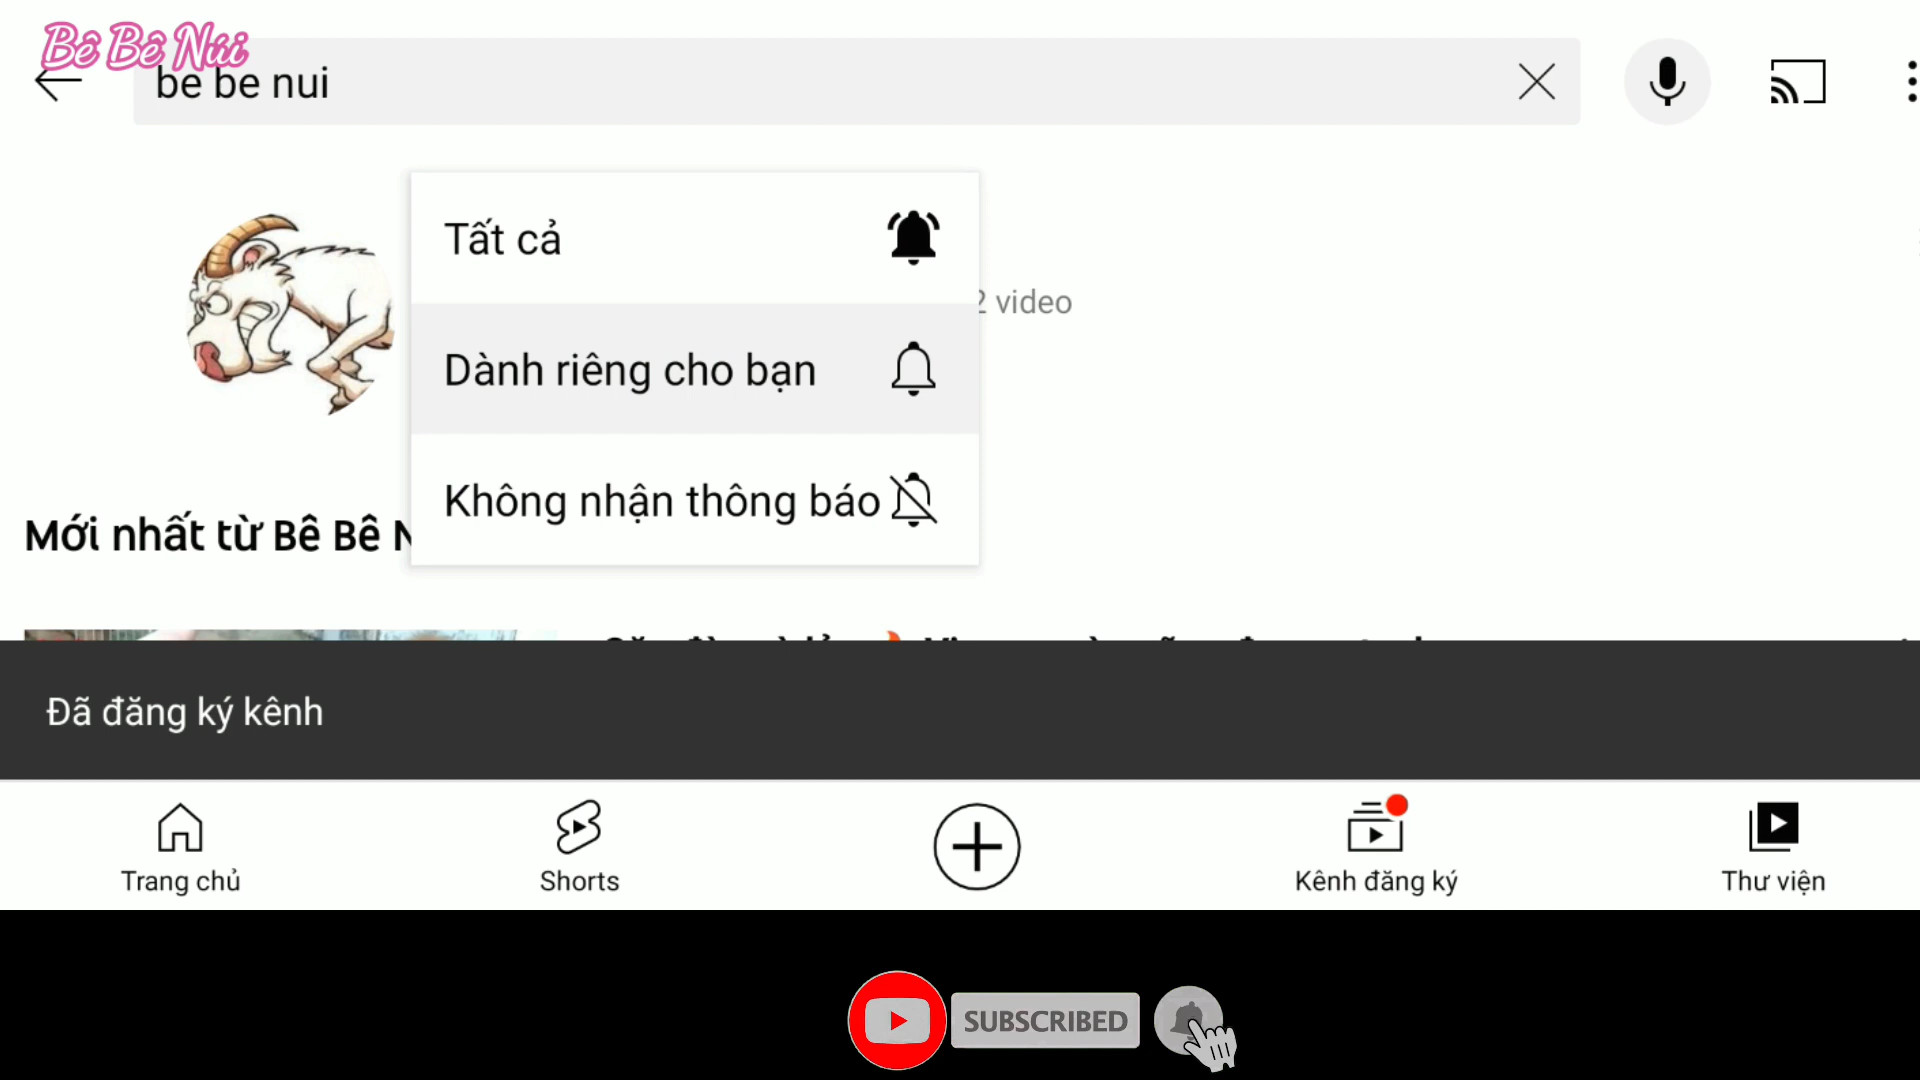 Bê Bê Núi
be be nui
Tất cả
2 video
Dành riêng cho bạn
Không nhận thông báo
Mới nhất từ Bê Bê
Đã đăng ký kênh
Trang chủ
Shorts
Kênh đăng ký
Thư viện
SUBSCRIBED